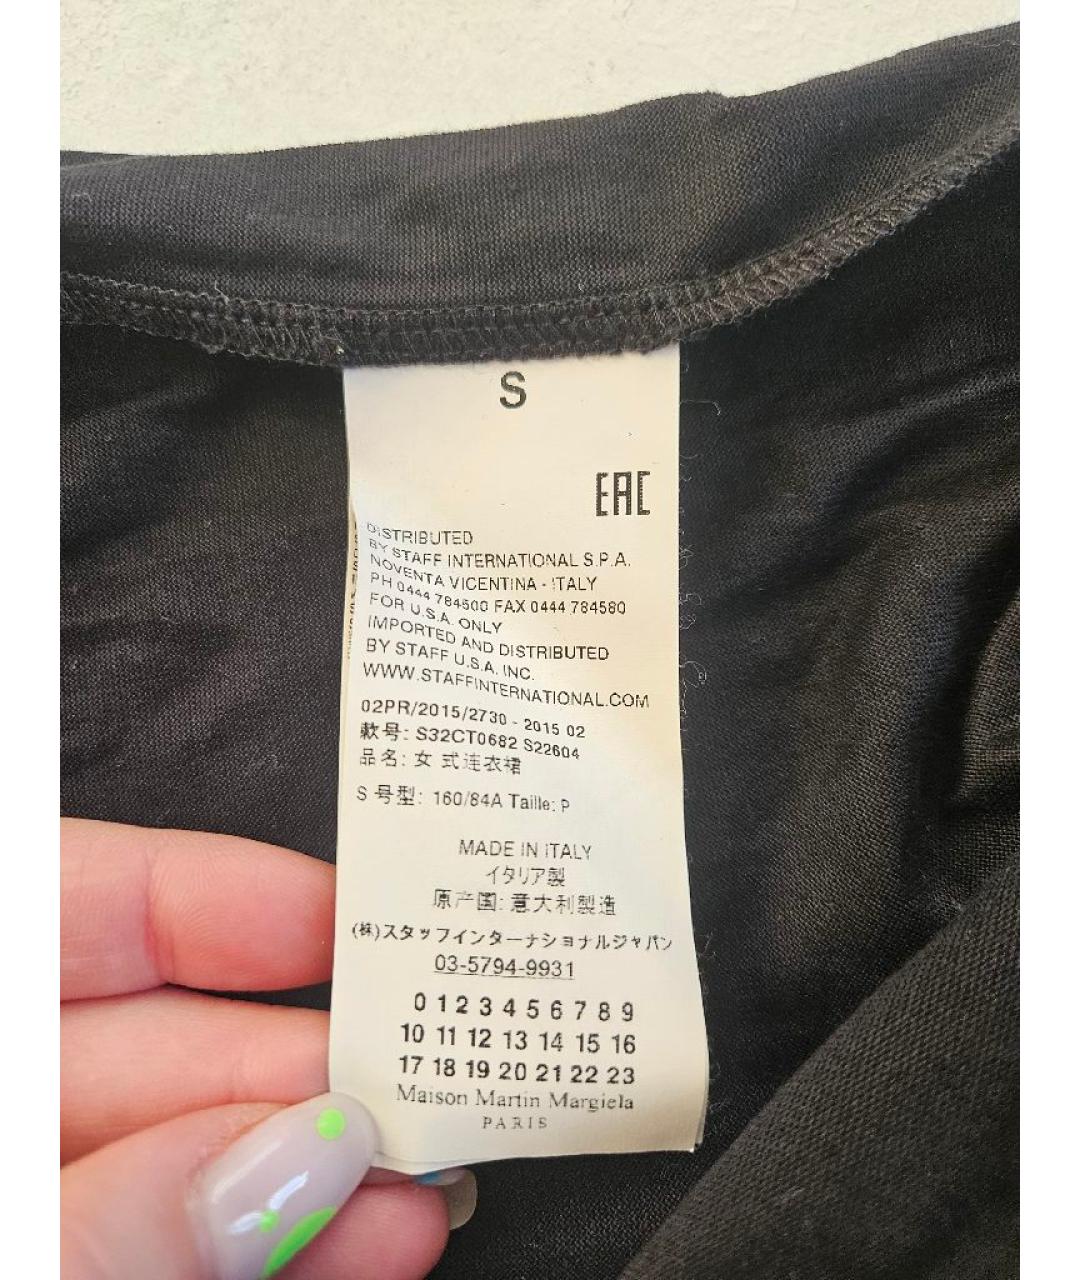 S
EAC
DISTRIBUTED
BY STAFF INTERNATIONAL S.P.A.
NOVENTA VICENTINA - ITALY
PH 0444 784500 FAX 0444 784580
FOR U.S.A. ONLY
IMPORTED AND DISTRIBUTED
BY STAFF U.S.A. INC.
WWW.STAFFINTERNATIONAL.COM
02PR/2015/2730 - 2015 02
款号: S32CT0682 S22604
品名: 女 式连衣裙
S 号型: 160/84A Taille: P
MADE IN ITALY
イタリア製
原产国: 意大利製造
(株)スタッフインターナショナルジャパン
03-5794-9931
0 1 2 3 4 5 6 7 8 9
10 11 12 13 14 15 16
17 18 19 20 21 22 23
Maison Martin Margiela
PARIS